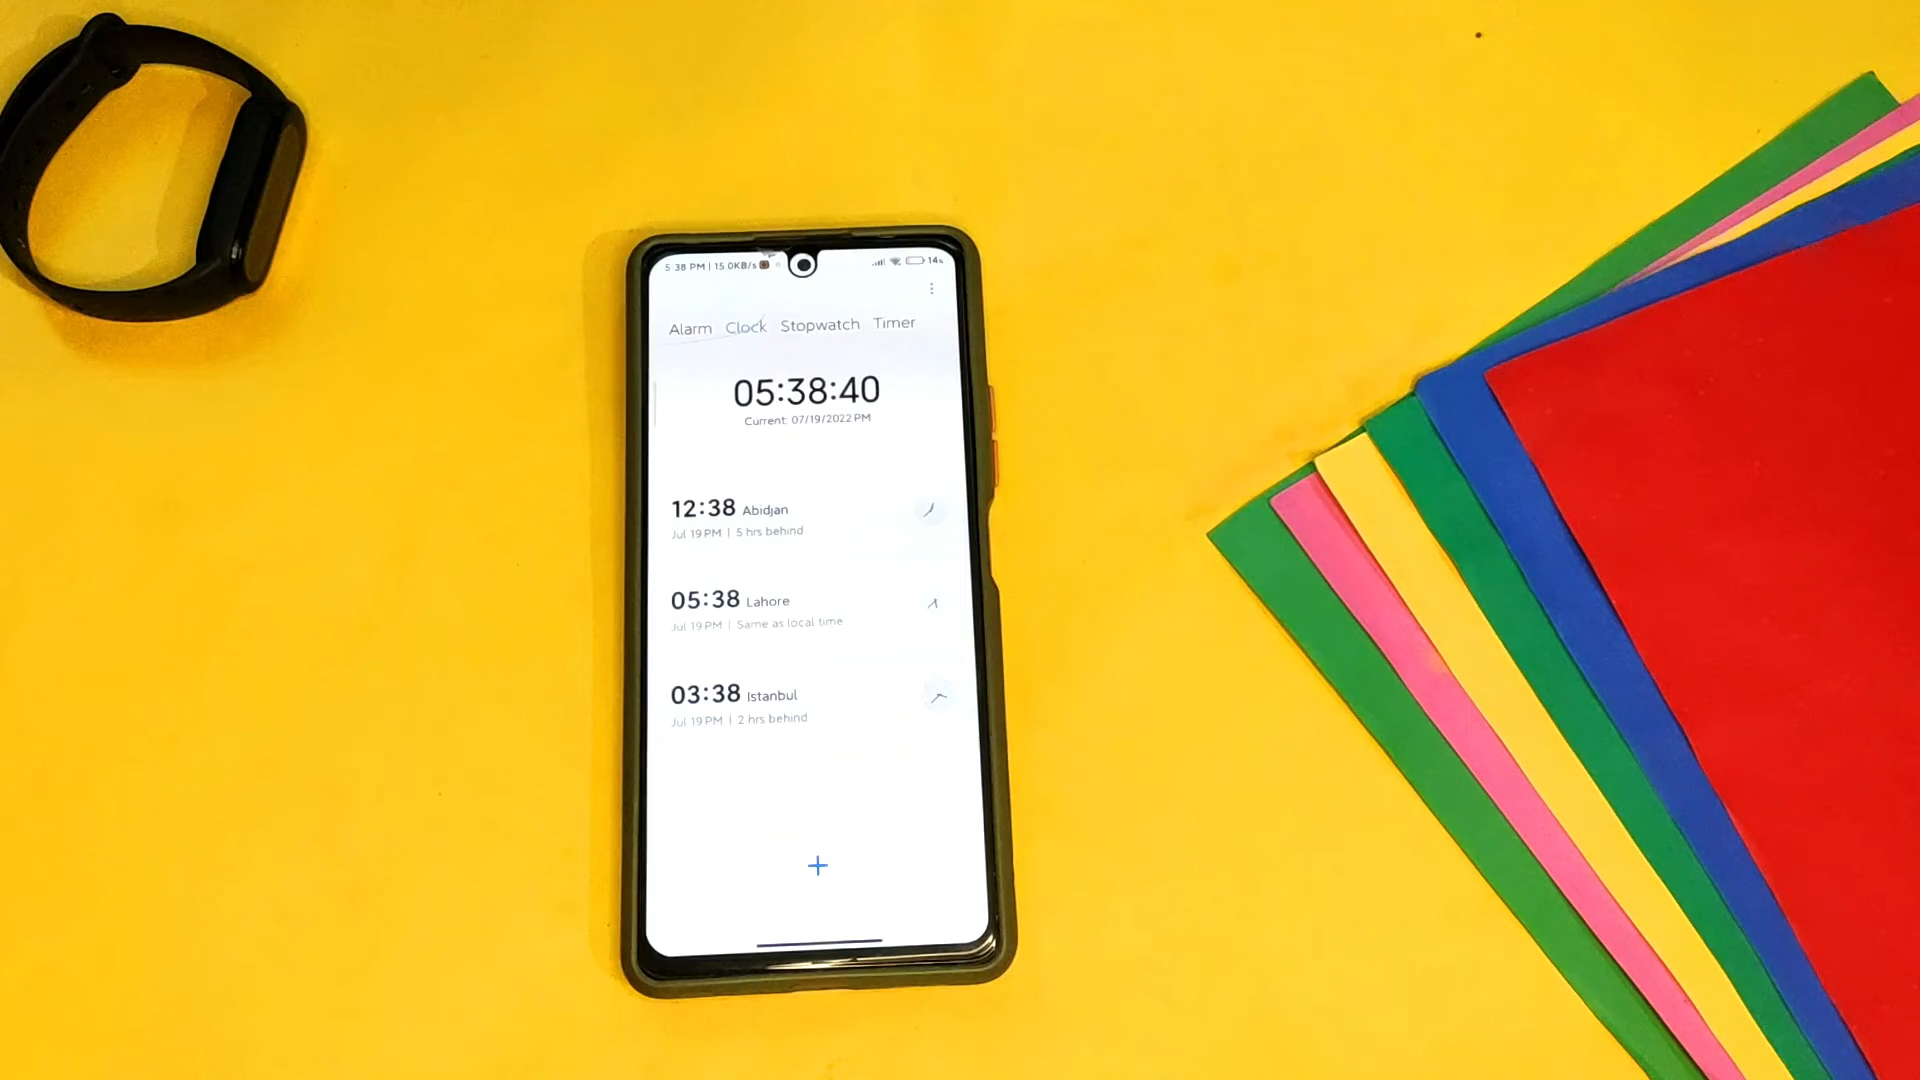 5:38 PM | 15.0KB/s 14%
Alarm Clock Stopwatch Timer
05:38:40
Current: 07/19/2022 PM
12:38 Abidjan
Jul 19 PM | 5 hrs behind
05:38 Lahore
Jul 19 PM | Same as local time
03:38 Istanbul
Jul 19 PM | 2 hrs behind
+